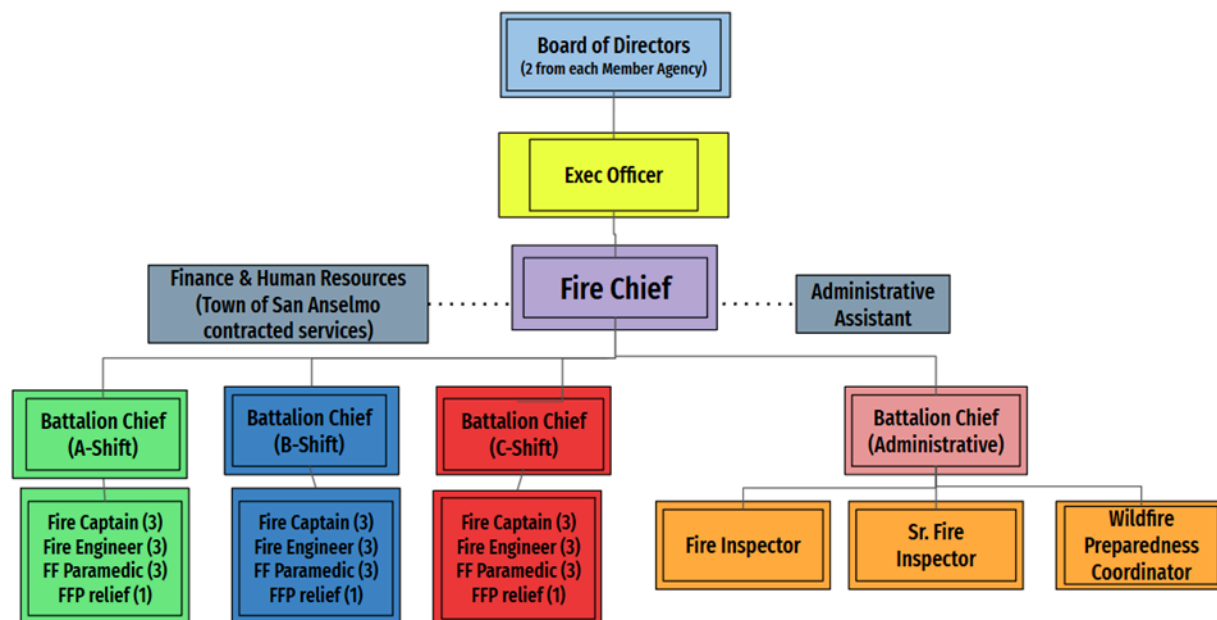 Board of Directors
(2 from each Member Agency)
Exec Officer
Fire Chief
Finance & Human Resources
(Town of San Anselmo
contracted services)
Administrative
Assistant
Battalion Chief
(A-Shift)
Battalion Chief
(B-Shift)
Battalion Chief
(C-Shift)
Battalion Chief
(Administrative)
Fire Captain (3)
Fire Engineer (3)
FF Paramedic (3)
FFP relief (1)
Fire Captain (3)
Fire Engineer (3)
FF Paramedic (3)
FFP relief (1)
Fire Captain (3)
Fire Engineer (3)
FF Paramedic (3)
FFP relief (1)
Fire Inspector
Sr. Fire
Inspector
Wildfire
Preparedness
Coordinator